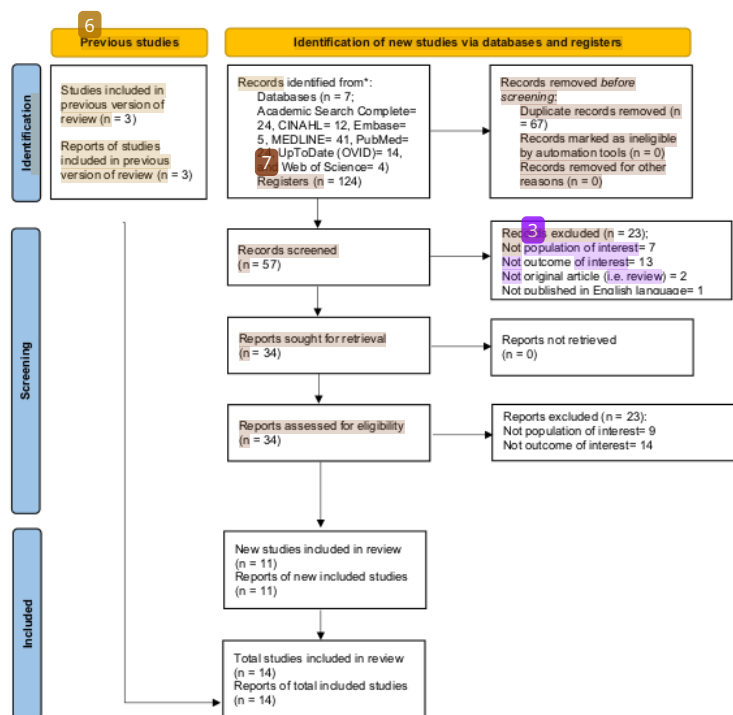 6
Previous studies
Identification of new studies via databases and registers
Identification
Studies included in
previous version of
review (n = 3)
Reports of studies
included in previous
version of review (n = 3)
Records identified from*:
Databases (n = 7;
Academic Search Complete=
24, CINAHL= 12, Embase=
5, MEDLINE= 41, PubMed=
UpToDate (OVID)= 14,
7
and Web of Science= 4)
Registers (n = 124)
Records removed before
screening:
Duplicate records removed (n
= 67)
Records marked as ineligible
by automation tools (n = 0)
Records removed for other
reasons (n = 0)
Screening
Records screened
(n = 57)
3
Records excluded (n = 23);
Not population of interest= 7
Not outcome of interest= 13
Not original article (i.e. review) = 2
Not published in English language= 1
Reports sought for retrieval
(n = 34)
Reports not retrieved
(n = 0)
Reports assessed for eligibility
(n = 34)
Reports excluded (n = 23):
Not population of interest= 9
Not outcome of interest= 14
Included
New studies included in review
(n = 11)
Reports of new included studies
(n = 11)
Total studies included in review
(n = 14)
Reports of total included studies
(n = 14)